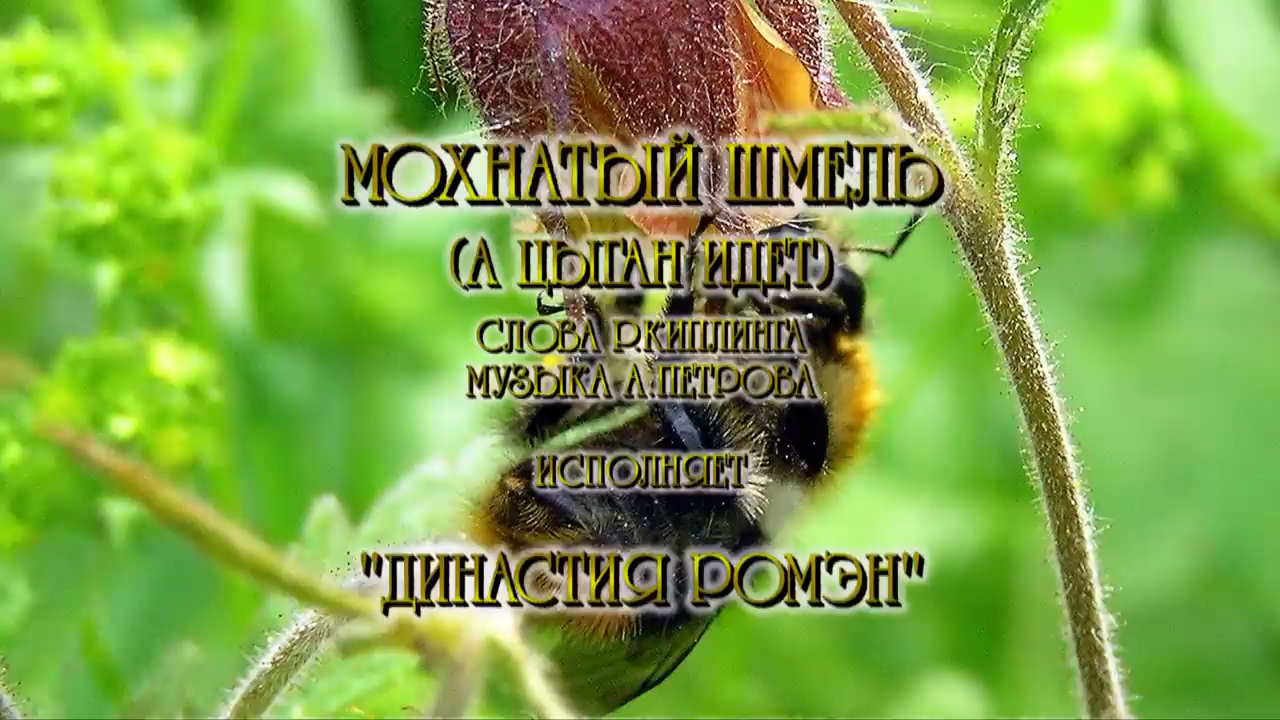 МОХНАТЫЙ ШМЕЛЬ
(А ЦЫГАН ИДЕТ)
СЛОВА Р.КИПЛИНГА
МУЗЫКА А.ПЕТРОВА
ИСПОЛНЯЕТ
"ДИНАСТИЯ РОМЭН"